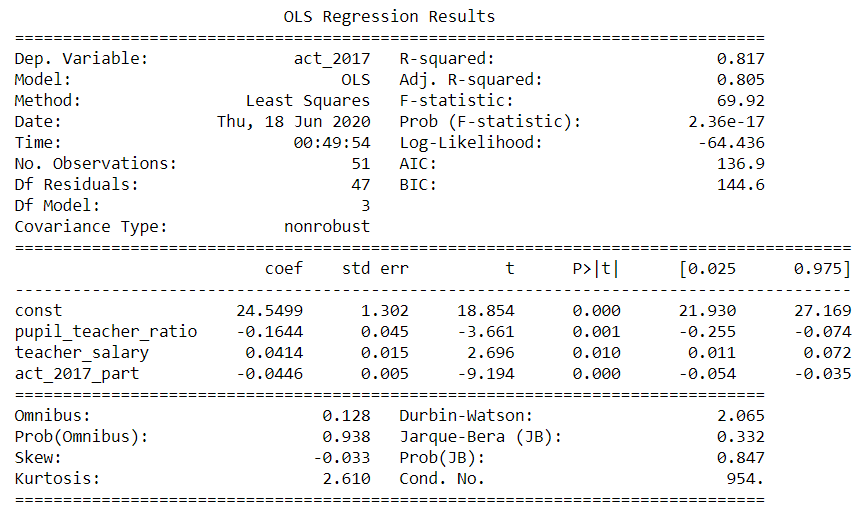 OLS Regression Results
==============================================================================
Dep. Variable:               act_2017   R-squared:                       0.817
Model:                            OLS   Adj. R-squared:                  0.805
Method:                 Least Squares   F-statistic:                     69.92
Date:                Thu, 18 Jun 2020   Prob (F-statistic):           2.36e-17
Time:                        00:49:54   Log-Likelihood:                -64.436
No. Observations:                  51   AIC:                             136.9
Df Residuals:                      47   BIC:                             144.6
Df Model:                           3
Covariance Type:            nonrobust
=======================================================================================
                          coef    std err          t      P>|t|      [0.025      0.975]
---------------------------------------------------------------------------------------
const                  24.5499      1.302     18.854      0.000      21.930      27.169
pupil_teacher_ratio    -0.1644      0.045     -3.661      0.001      -0.255      -0.074
teacher_salary          0.0414      0.015      2.696      0.010       0.011       0.072
act_2017_part          -0.0446      0.005     -9.194      0.000      -0.054      -0.035
==============================================================================
Omnibus:                        0.128   Durbin-Watson:                   2.065
Prob(Omnibus):                  0.938   Jarque-Bera (JB):                0.332
Skew:                          -0.033   Prob(JB):                        0.847
Kurtosis:                       2.610   Cond. No.                         954.
==============================================================================